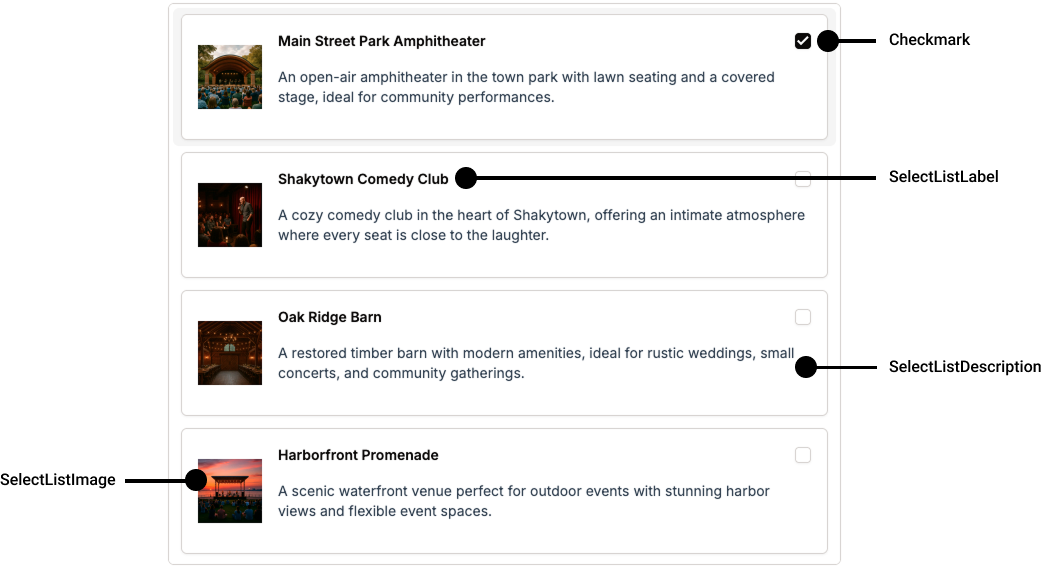 Main Street Park Amphitheater
Checkmark
An open-air amphitheater in the town park with lawn seating and a covered
stage, ideal for community performances.
Shakytown Comedy Club
SelectListLabel
A cozy comedy club in the heart of Shakytown, offering an intimate atmosphere
where every seat is close to the laughter.
Oak Ridge Barn
A restored timber barn with modern amenities, ideal for rustic weddings, small
concerts, and community gatherings.
SelectListDescription
Harborfront Promenade
SelectListImage
A scenic waterfront venue perfect for outdoor events with stunning harbor
views and flexible event spaces.